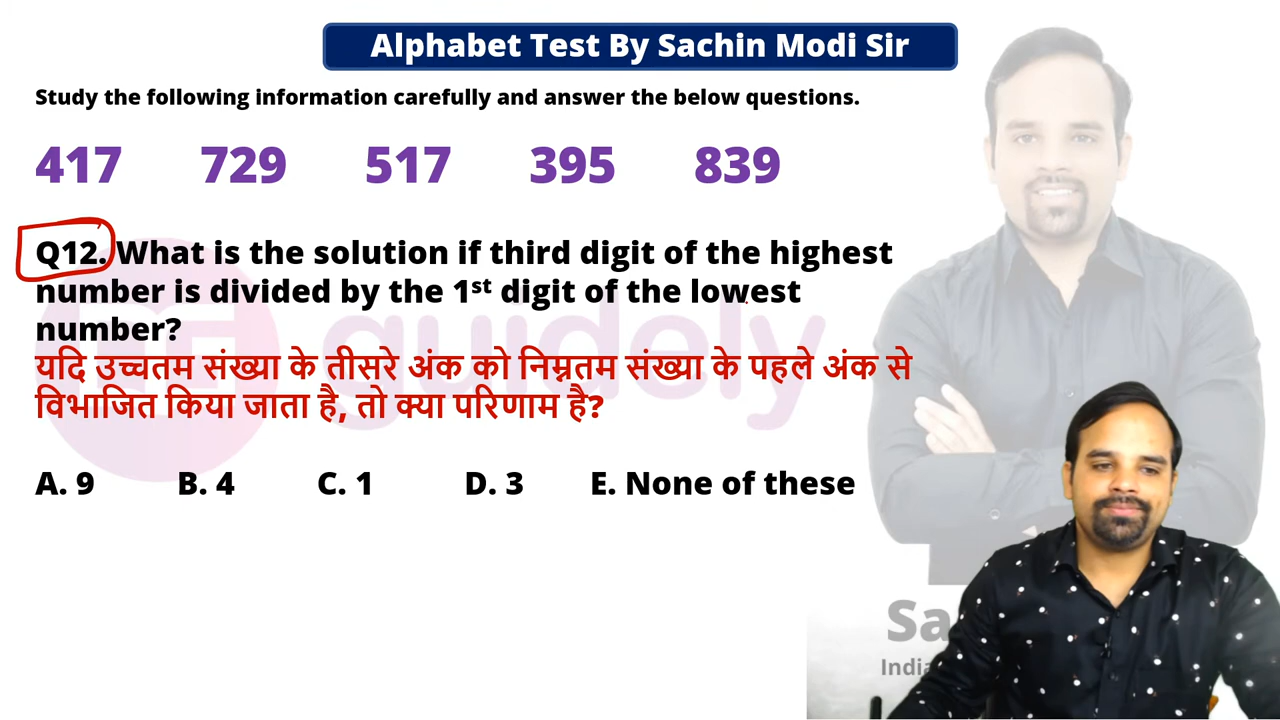 Alphabet Test By Sachin Modi Sir
Study the following information carefully and answer the below questions.
417 729 517 395 839
Q12. What is the solution if third digit of the highest
number is divided by the 1st digit of the lowest
number?
यदि उच्चतम संख्या के तीसरे अंक को निम्नतम संख्या के पहले अंक से
विभाजित किया जाता है, तो क्या परिणाम है?
A. 9 B. 4 C. 1 D. 3 E. None of these
guidely